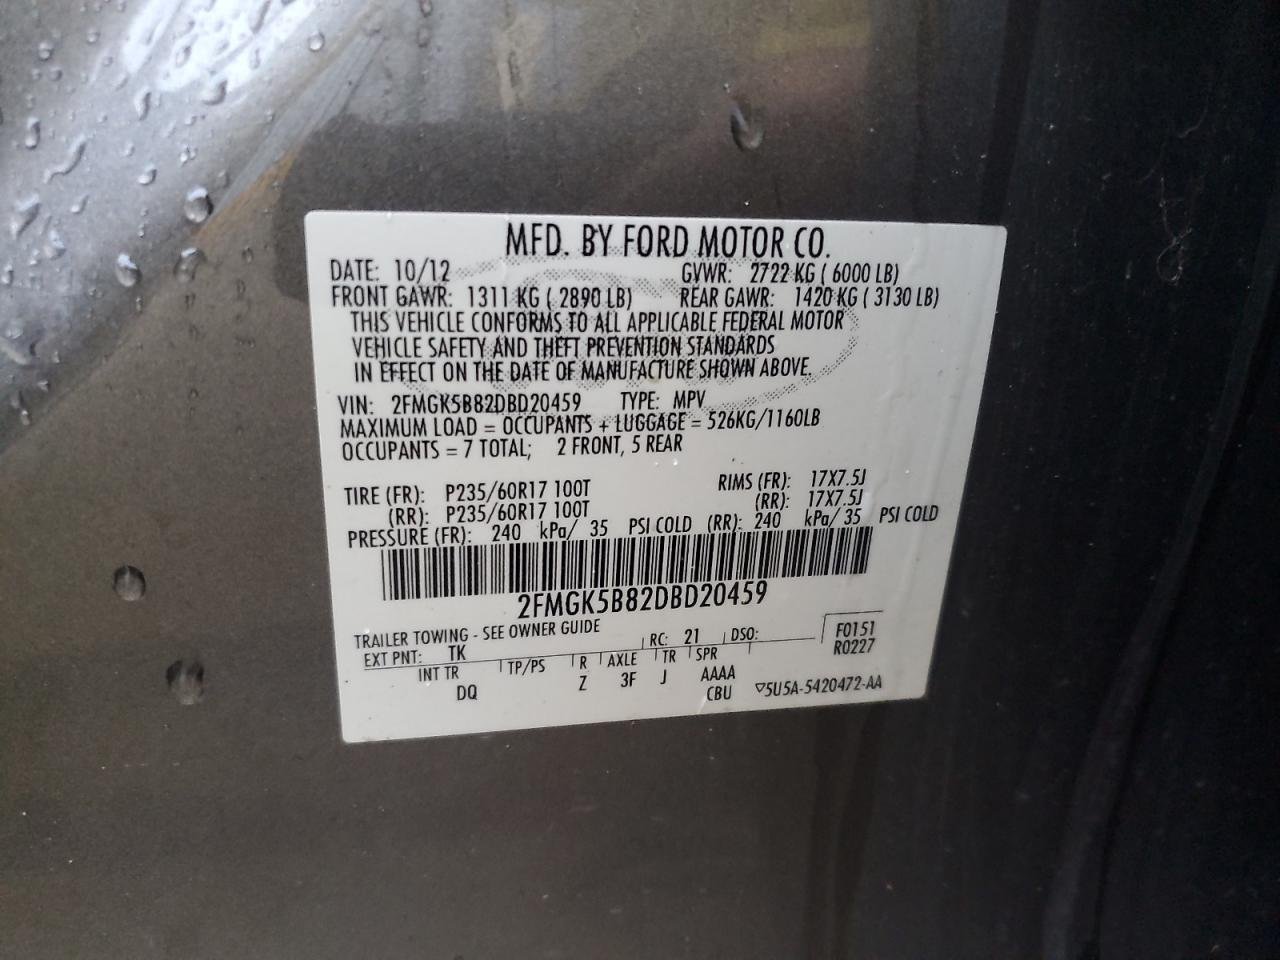 MFD. BY FORD MOTOR CO.
DATE: 10/12 GVWR: 2722 KG ( 6000 LB)
FRONT GAWR: 1311 KG ( 2890 LB) REAR GAWR: 1420 KG ( 3130 LB)
THIS VEHICLE CONFORMS TO ALL APPLICABLE FEDERAL MOTOR
VEHICLE SAFETY AND THEFT PREVENTION STANDARDS
IN EFFECT ON THE DATE OF MANUFACTURE SHOWN ABOVE.
VIN: 2FMGK5B82DBD20459 TYPE: MPV
MAXIMUM LOAD = OCCUPANTS + LUGGAGE = 526KG/1160LB
OCCUPANTS = 7 TOTAL; 2 FRONT, 5 REAR
TIRE (FR): P235/60R17 100T RIMS (FR): 17X7.5J
(RR): P235/60R17 100T (RR): 17X7.5J
PRESSURE (FR): 240 kPa/ 35 PSI COLD (RR): 240 kPa/ 35 PSI COLD
2FMGK5B82DBD20459
TRAILER TOWING - SEE OWNER GUIDE
EXT PNT: TK RC: 21 DSO: F0151
R0227
INT TR TP/PS R AXLE TR SPR
DQ Z 3F J AAAA
CBU ▽5U5A-5420472-AA